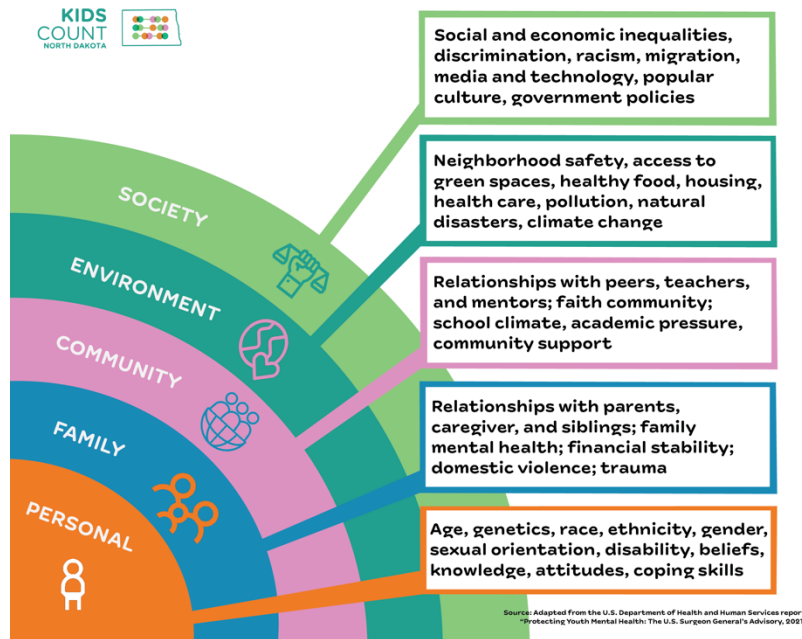 KIDS
COUNT
NORTH DAKOTA
Social and economic inequalities,
discrimination, racism, migration,
media and technology, popular
culture, government policies
SOCIETY
Neighborhood safety, access to
green spaces, healthy food, housing,
health care, pollution, natural
disasters, climate change
ENVIRONMENT
Relationships with peers, teachers,
and mentors; faith community;
school climate, academic pressure,
community support
COMMUNITY
Relationships with parents,
caregiver, and siblings; family
mental health; financial stability;
domestic violence; trauma
FAMILY
Age, genetics, race, ethnicity, gender,
sexual orientation, disability, beliefs,
knowledge, attitudes, coping skills
PERSONAL
Source: Adapted from the U.S. Department of Health and Human Services repor
"Protecting Youth Mental Health: The U.S. Surgeon General's Advisory, 2021